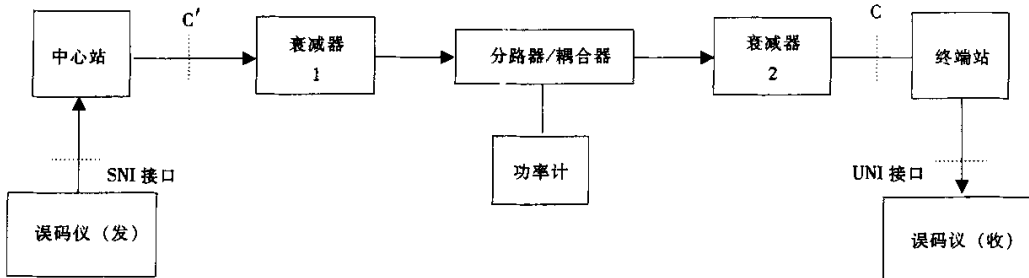 C′
C
中心站
衰减器
1
分路器/耦合器
衰减器
2
终端站
功率计
SNI 接口
UNI 接口
误码仪（发）
误码议（收）